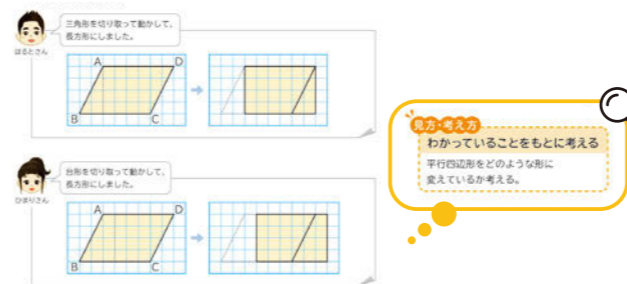 三角形を切り取って動かして、
長方形にしました。
はるとさん
A D
B C
台形を切り取って動かして、
長方形にしました。
ひまりさん
A D
B C
見方・考え方
わかっていることをもとに考える
平行四辺形をどのような形に
変えているか考える。